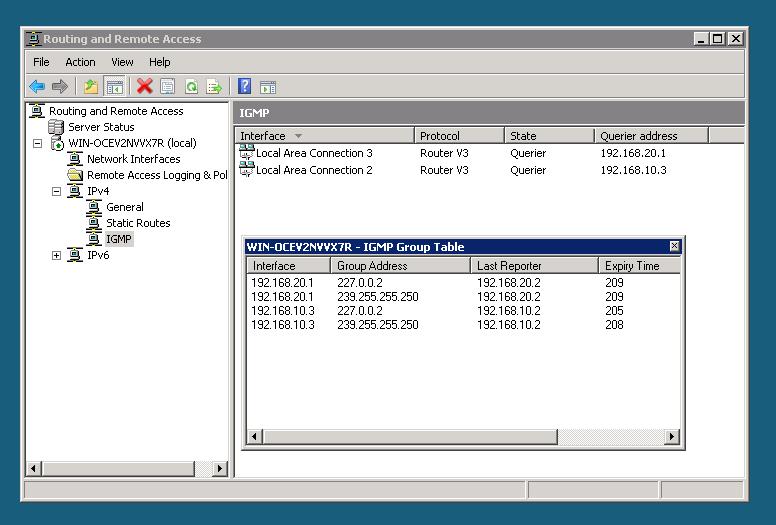 Routing and Remote Access
File Action View Help
Routing and Remote Access
Server Status
WIN-OCEV2NVVX7R (local)
Network Interfaces
Remote Access Logging & Pol
IPv4
General
Static Routes
IGMP
IPv6
IGMP
Interface Protocol State Querier address
Local Area Connection 3 Router V3 Querier 192.168.20.1
Local Area Connection 2 Router V3 Querier 192.168.10.3
WIN-OCEV2NVVX7R - IGMP Group Table
Interface Group Address Last Reporter Expiry Time
192.168.20.1 227.0.0.2 192.168.20.2 209
192.168.20.1 239.255.255.250 192.168.20.2 209
192.168.10.3 227.0.0.2 192.168.10.2 205
192.168.10.3 239.255.255.250 192.168.10.2 208